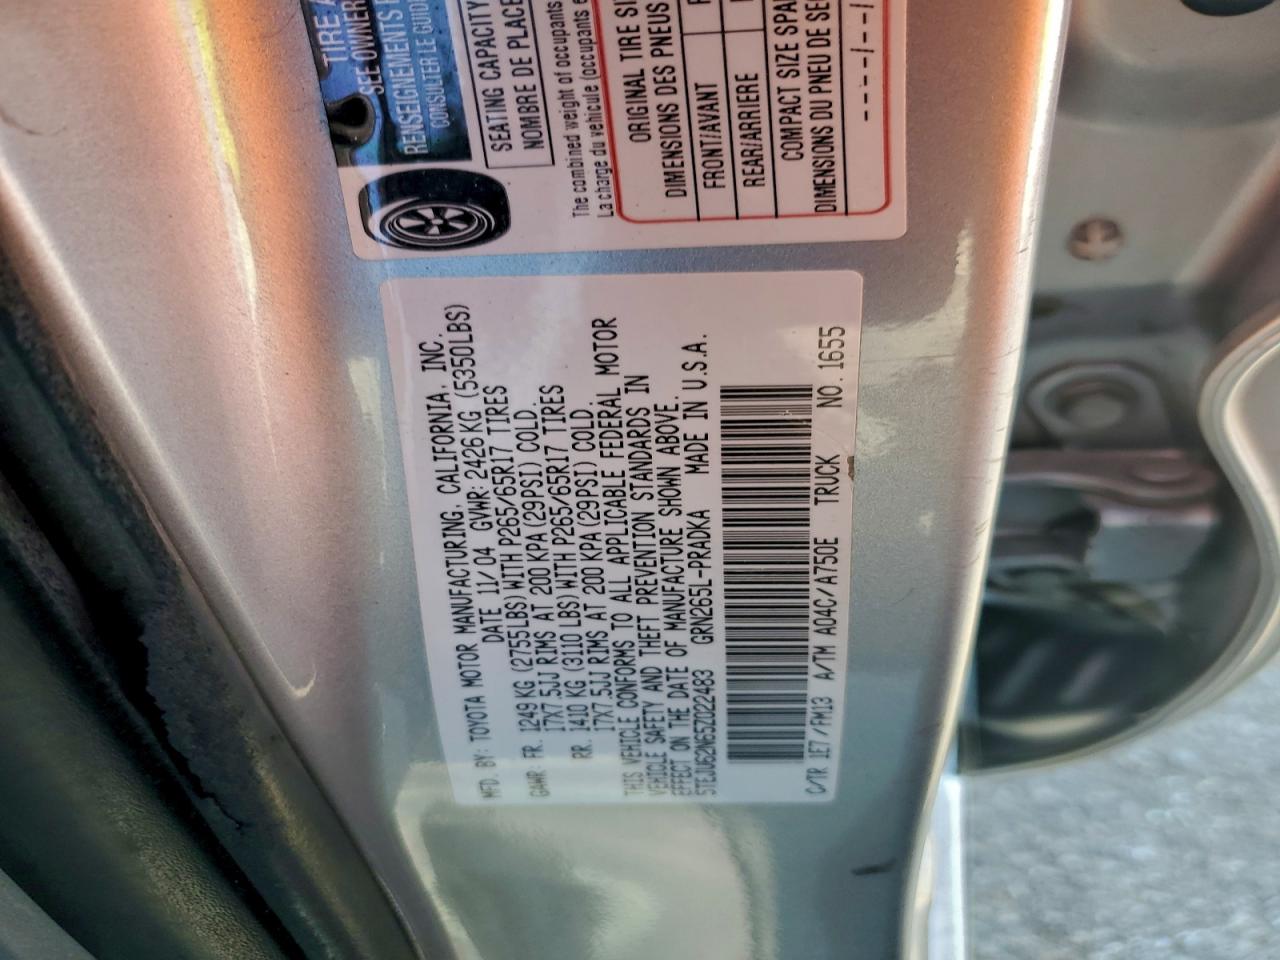 TIRE
SEE OWNER
RENSEIGNEMENTS
CONSULTER LE GUIDE
SEATING CAPACITY
NOMBRE DE PLACE
The combined weight of occupants
La charge du véhicule (occupants
ORIGINAL TIRE
DIMENSIONS DES PNEUS
FRONT/AVANT
REAR/ARRIERE
COMPACT SIZE
DIMENSIONS DU PNEU DE
MFD. BY: TOYOTA MOTOR MANUFACTURING, CALIFORNIA, INC.
DATE 11/04 GVWR: 2426KG (5350LBS)
GAWR: FR. 1249 KG (2755LBS) WITH P265/65R17 TIRES
17X7.5JJ RIMS AT 200 KPA (29PSI) COLD.
RR. 1410 KG (3110 LBS) WITH P265/65R17 TIRES
17X7.5JJ RIMS AT 200 KPA (29PSI) COLD.
THIS VEHICLE CONFORMS TO ALL APPLICABLE FEDERAL MOTOR
VEHICLE SAFETY AND THEFT PREVENTION STANDARDS IN
EFFECT ON THE DATE OF MANUFACTURE SHOWN ABOVE.
5TEJU62N65Z022483 GRN265L-PRADKA MADE IN U.S.A.
C/TR 1E7/FM13 A/TM A04C/A750E TRUCK NO. 1655